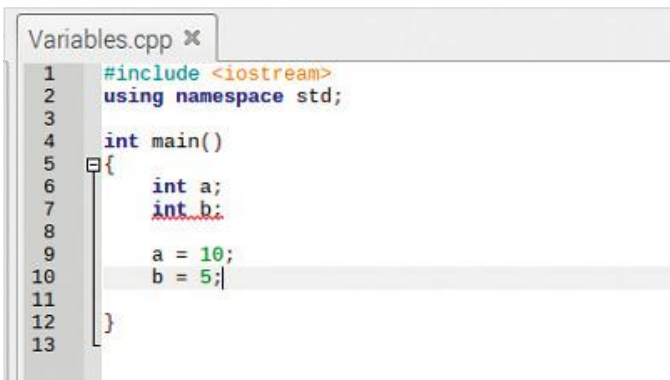 Variables.cpp ✖
1 #include <iostream>
2 using namespace std;
3
4 int main()
5 {
6 int a;
7 int b;
8
9 a = 10;
10 b = 5;
11
12 }
13